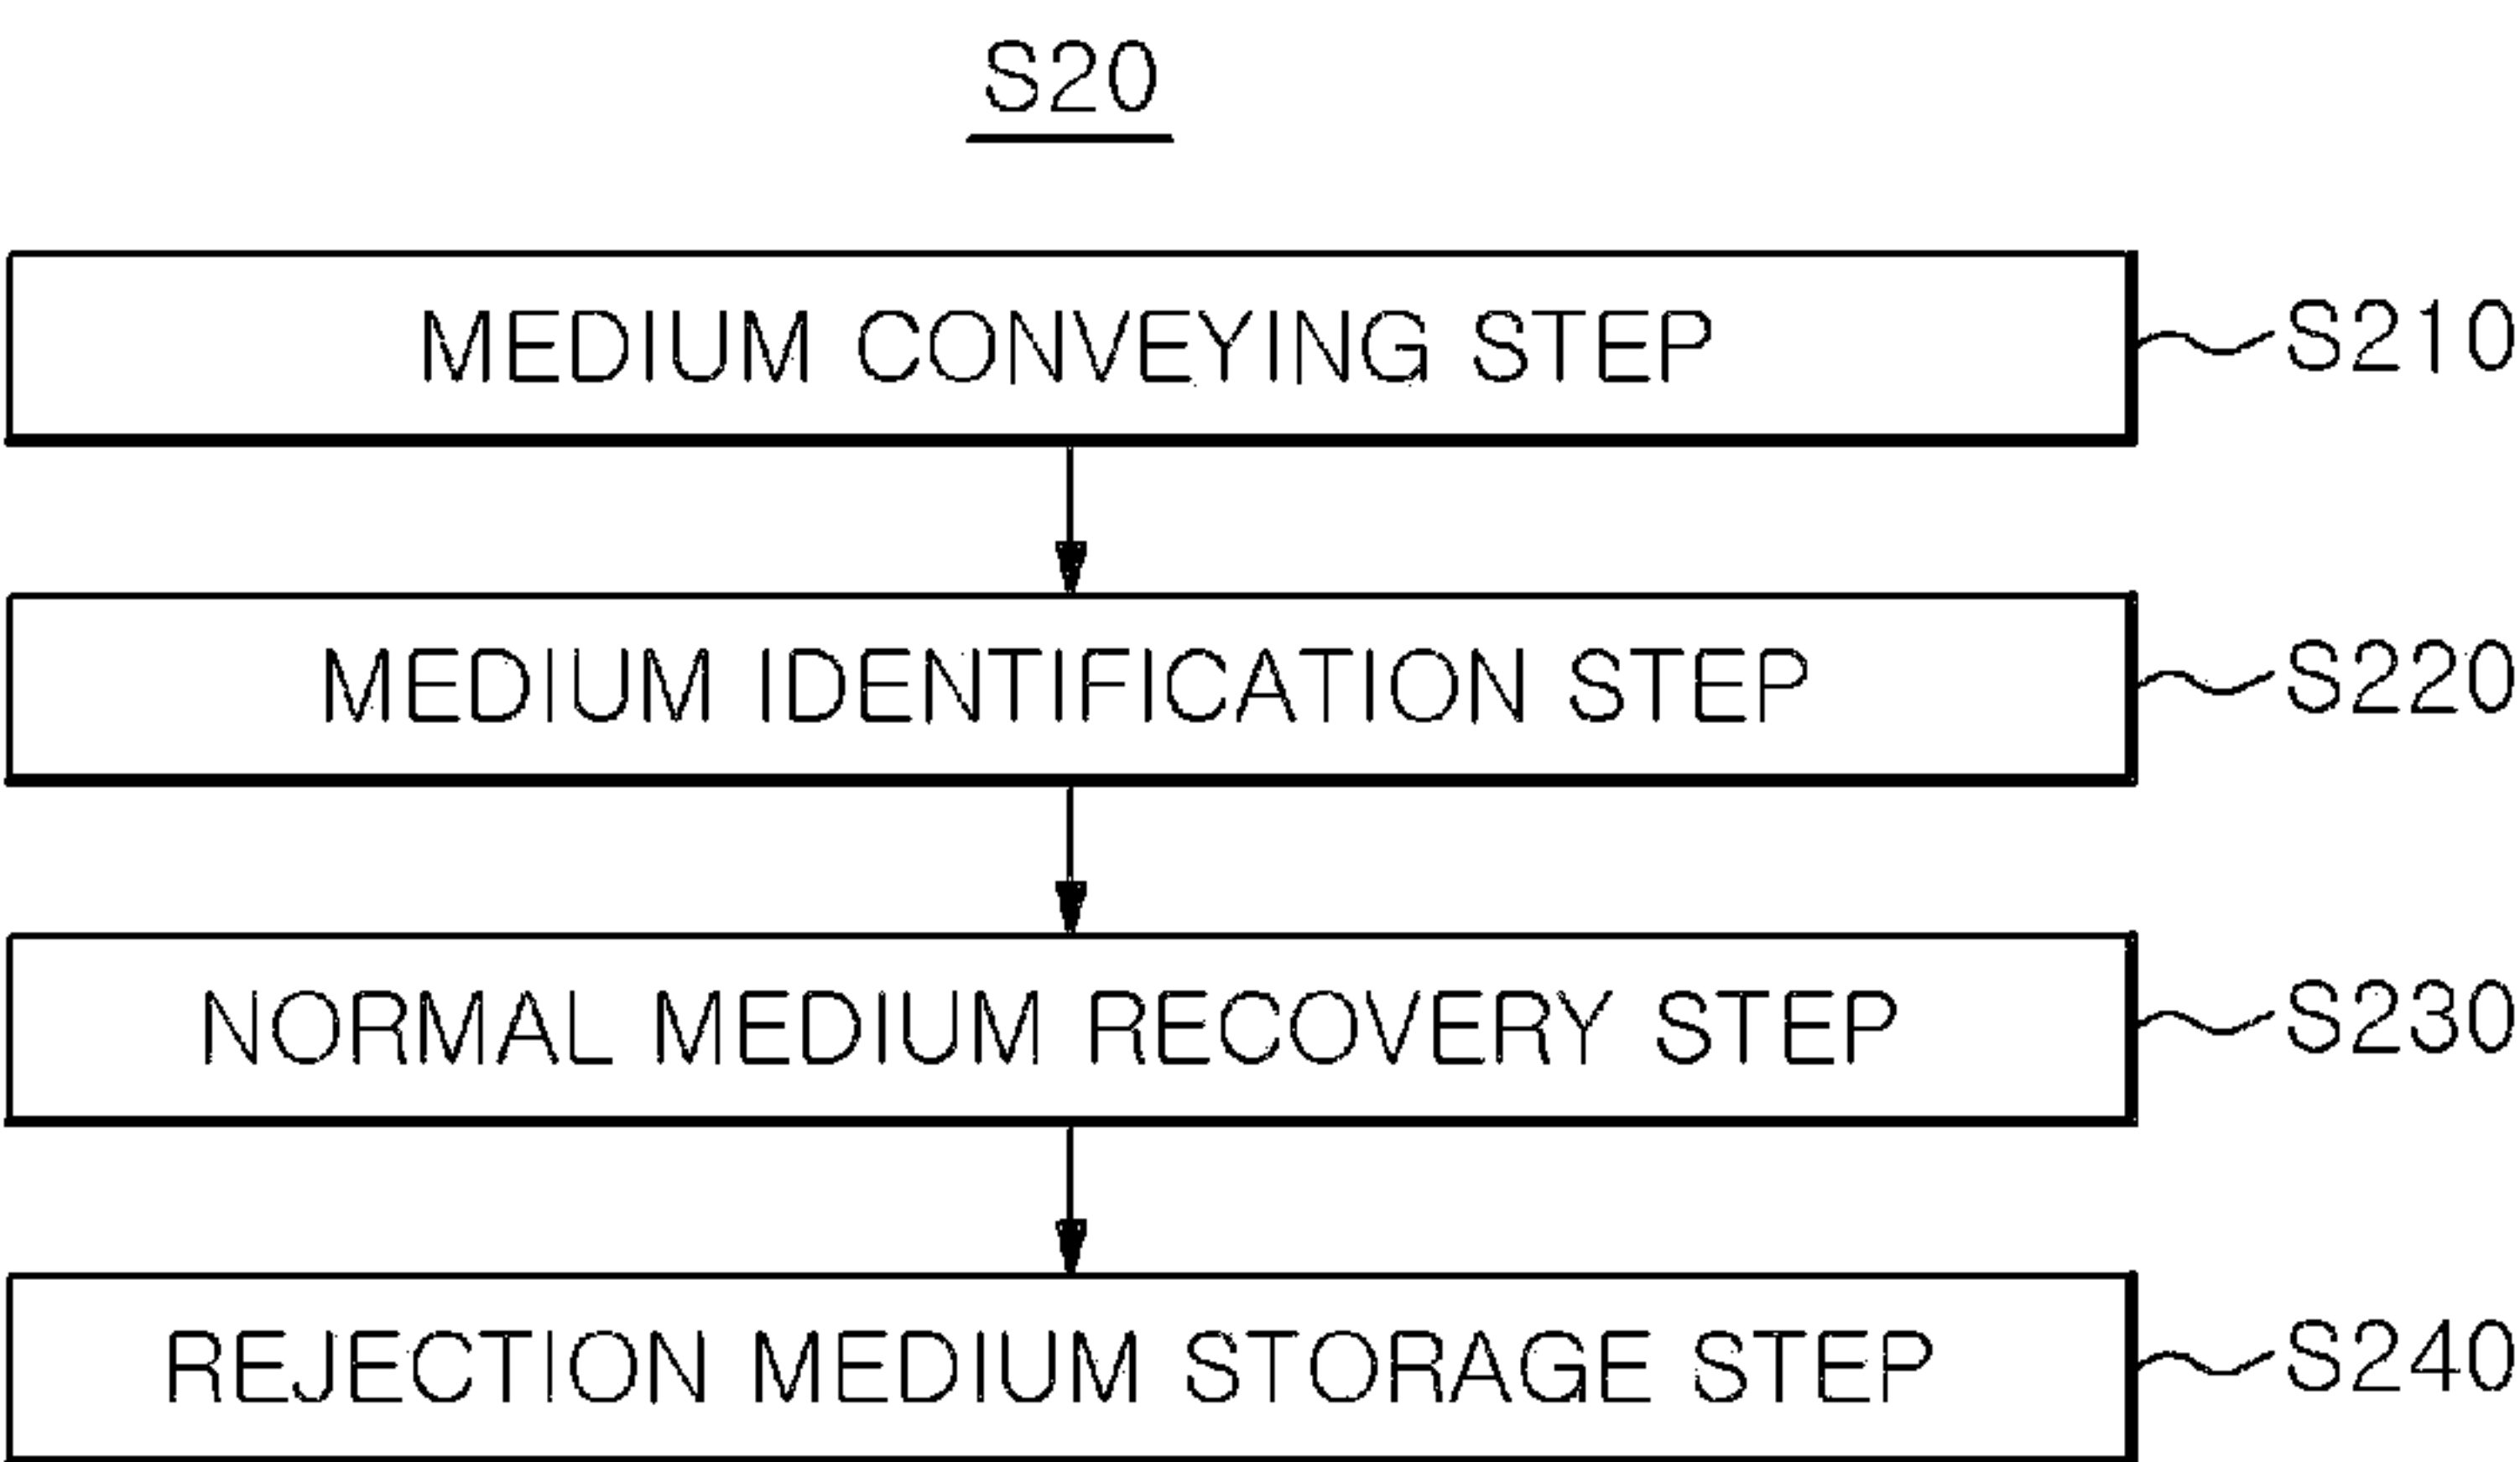 S20
MEDIUM CONVEYING STEP S210
MEDIUM IDENTIFICATION STEP S220
NORMAL MEDIUM RECOVERY STEP S230
REJECTION MEDIUM STORAGE STEP S240